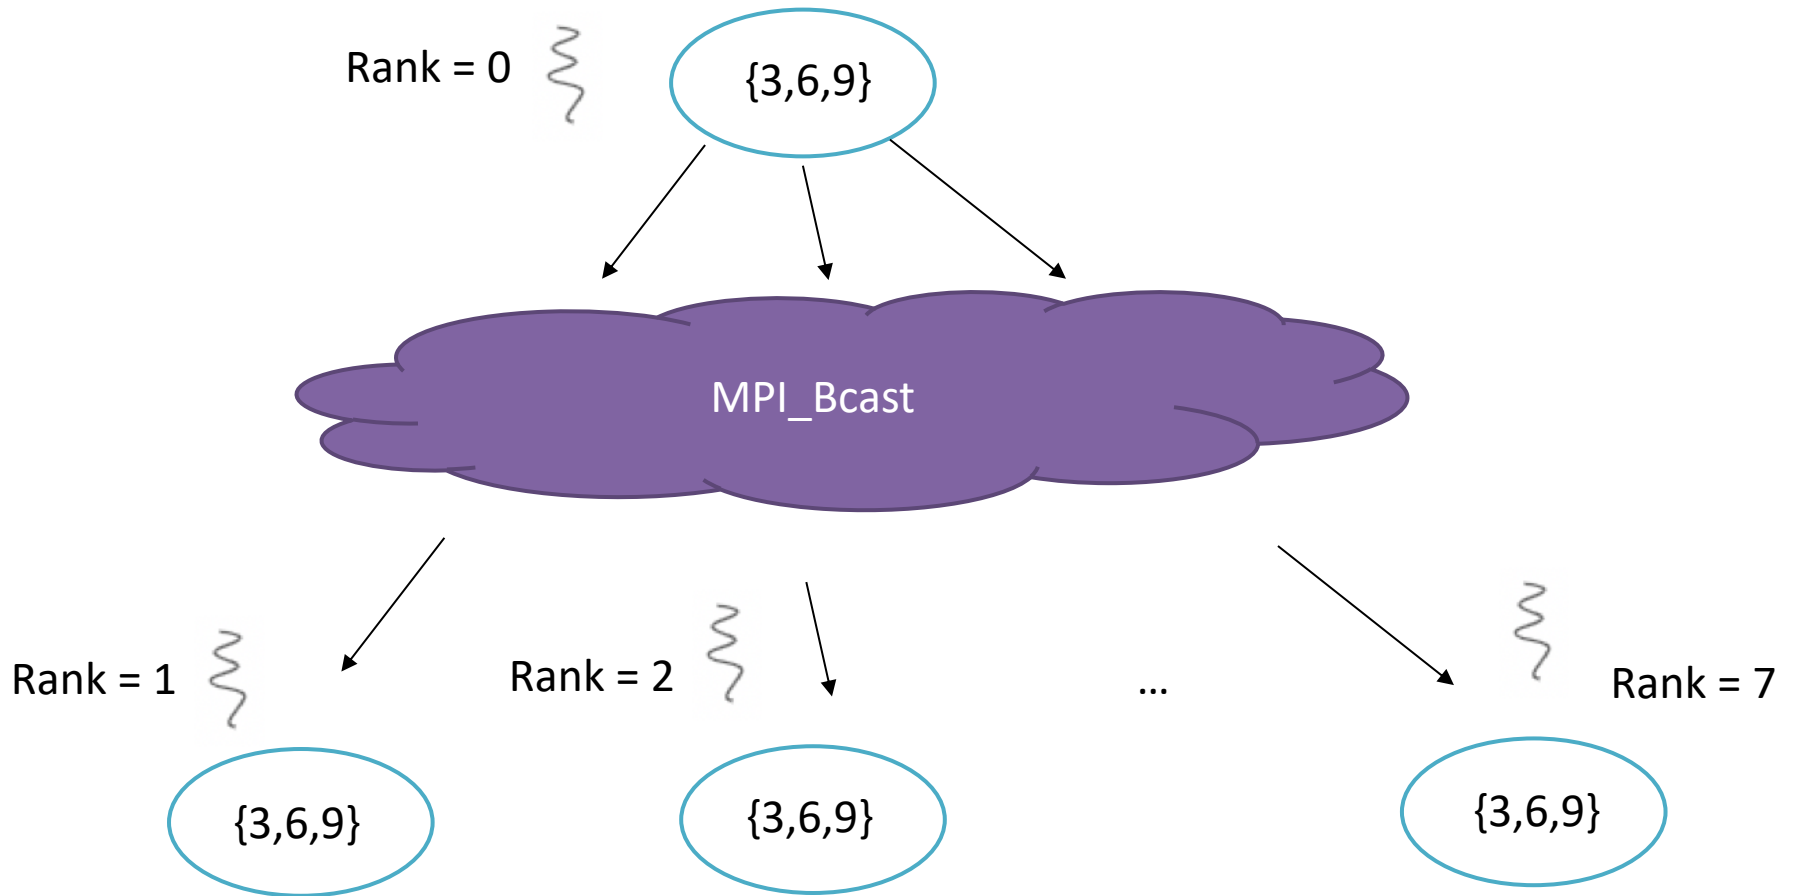 Rank = 0
{3,6,9}
MPI_Bcast
Rank = 1
Rank = 2
...
Rank = 7
{3,6,9}
{3,6,9}
{3,6,9}